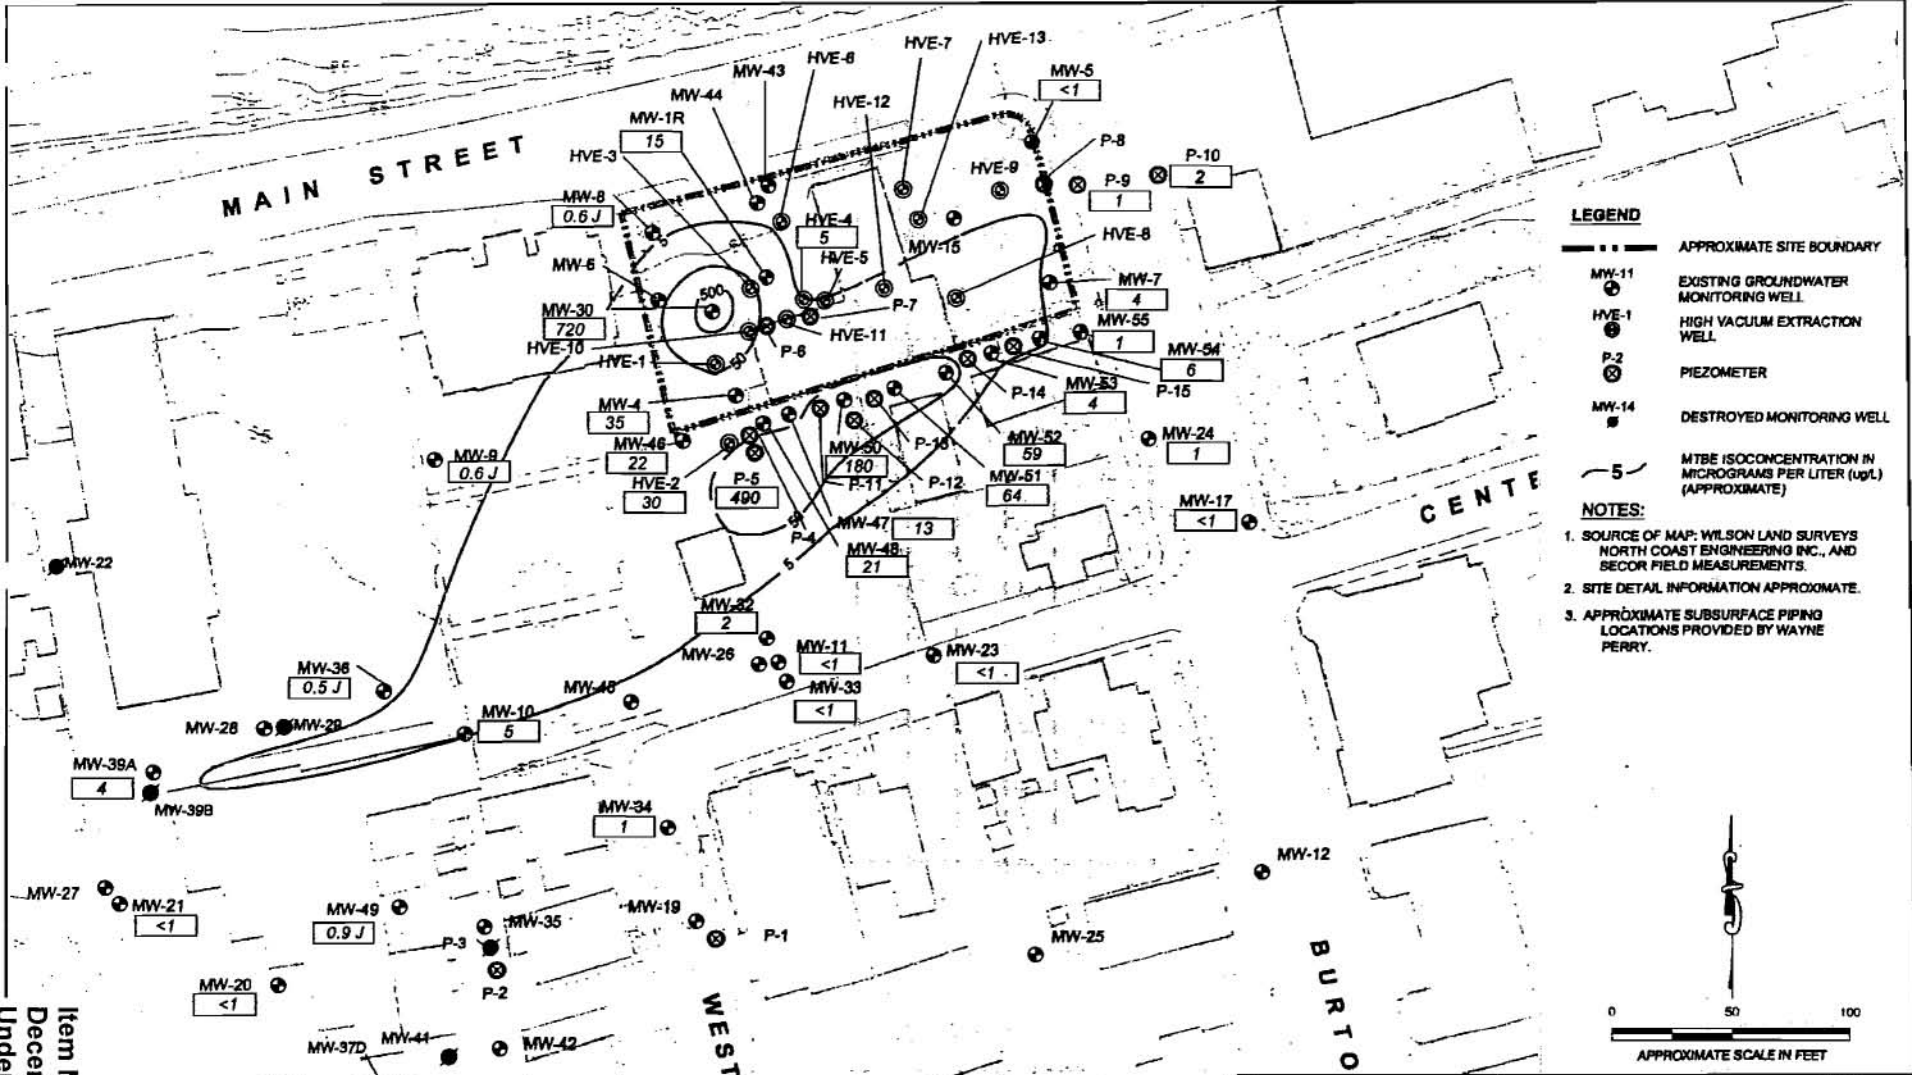 HVE-7
HVE-13
HVE-6
MW-43
MW-5
<1
MW-44
HVE-12
MW-1R
15
P-8
HVE-3
MAIN STREET
HVE-9
P-10
2
P-9
1
MW-8
0.6 J
HVE-4
5
HVE-8
MW-15
5
HVE-5
MW-6
MW-7
4
500
MW-30
720
P-7
HVE-10
HVE-11
MW-55
1
P-6
HVE-1
50
MW-54
6
P-14
P-15
MW-53
4
MW-4
35
MW-46
22
P-13
MW-52
59
MW-24
1
MW-9
0.6 J
MW-50
180
HVE-2
30
P-5
490
P-11
P-12
MW-51
64
MW-17
<1
CENTE
50
P-4
MW-47
13
MW-48
21
5
MW-22
MW-32
2
MW-26
MW-11
<1
MW-23
<1
MW-33
<1
MW-36
0.5 J
MW-45
MW-28
MW-29
MW-10
5
MW-39A
4
MW-39B
MW-34
1
MW-12
MW-27
MW-21
<1
MW-49
0.9 J
MW-35
P-3
MW-19
P-1
MW-25
MW-20
<1
P-2
MW-37D
MW-41
MW-42
WEST
BURTO
LEGEND
APPROXIMATE SITE BOUNDARY
MW-11
EXISTING GROUNDWATER
MONITORING WELL
HVE-1
HIGH VACUUM EXTRACTION
WELL
P-2
PIEZOMETER
MW-14
DESTROYED MONITORING WELL
5
MTBE ISOCONCENTRATION IN
MICROGRAMS PER LITER (ug/L)
(APPROXIMATE)
NOTES:
1. SOURCE OF MAP: WILSON LAND SURVEYS
NORTH COAST ENGINEERING INC., AND
SECOR FIELD MEASUREMENTS.
2. SITE DETAIL INFORMATION APPROXIMATE.
3. APPROXIMATE SUBSURFACE PIPING
LOCATIONS PROVIDED BY WAYNE
PERRY.
0 50 100
APPROXIMATE SCALE IN FEET
Item
Decem
Unde